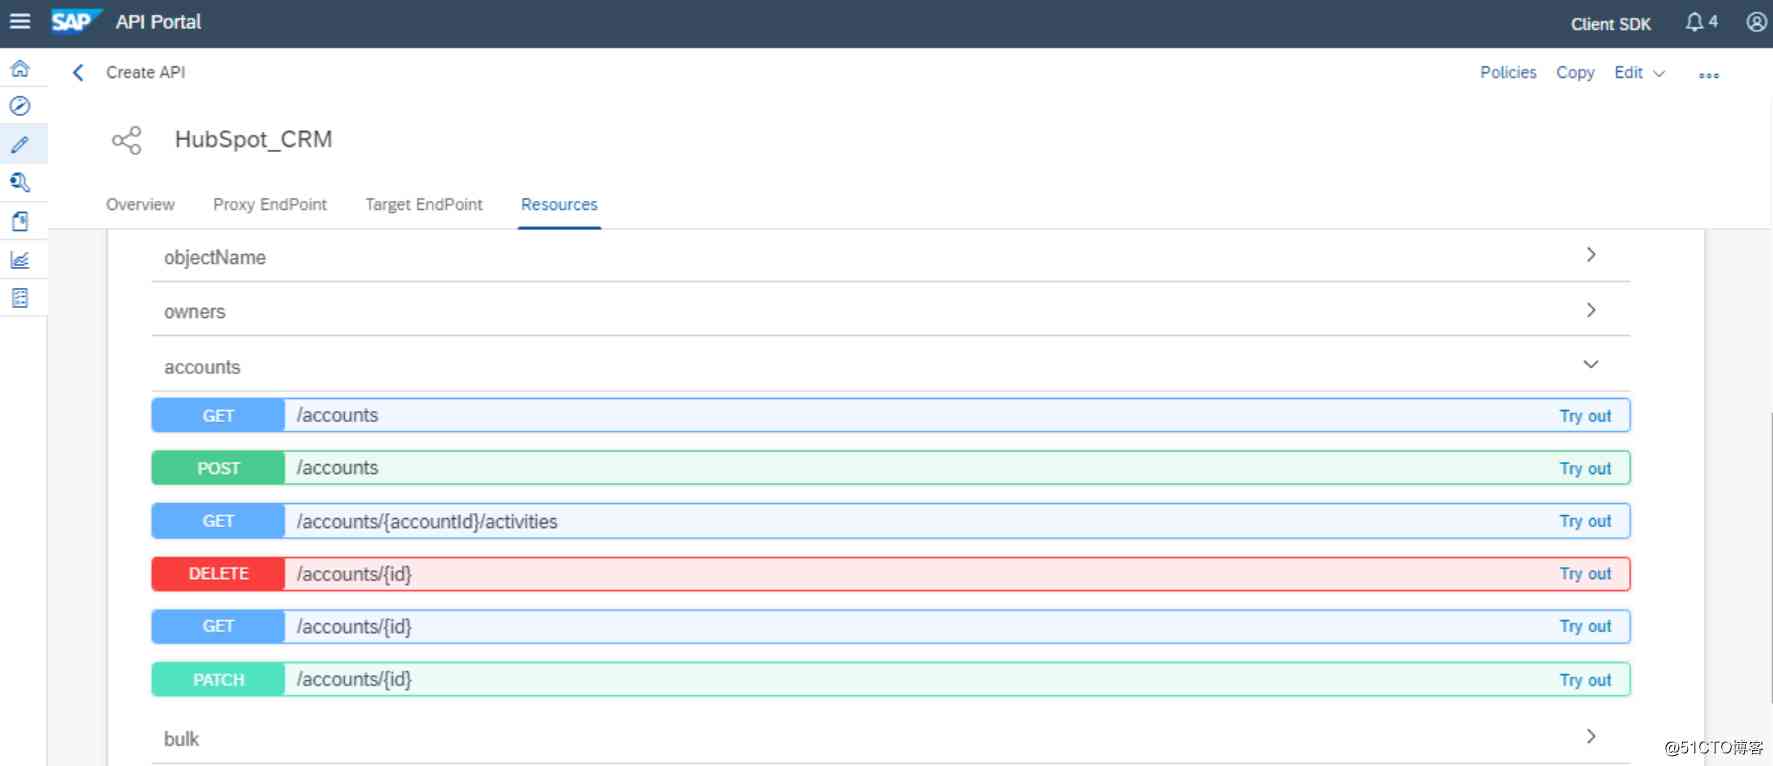 SAP API Portal Client SDK 4
Create API Policies Copy Edit
HubSpot_CRM
Overview Proxy EndPoint Target EndPoint Resources
objectName
owners
accounts
GET /accounts Try out
POST /accounts Try out
GET /accounts/{accountId}/activities Try out
DELETE /accounts/{id} Try out
GET /accounts/{id} Try out
PATCH /accounts/{id} Try out
bulk
@51CTO博客